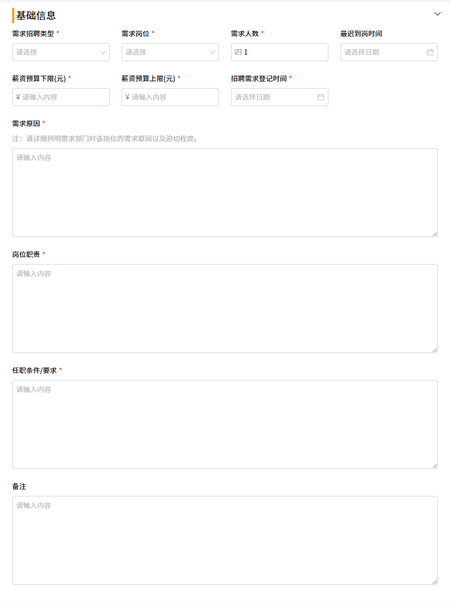 基础信息
需求招聘类型 * 需求岗位 * 需求人数 * 最迟到岗时间
请选择 请选择 1 请选择日期
薪资预算下限(元) * 薪资预算上限(元) * 招聘需求登记时间 *
¥ 请输入内容 ¥ 请输入内容 请选择日期
需求原因 *
注：请详细列明需求部门对该岗位的需求原因以及迫切程度。
请输入内容
岗位职责 *
请输入内容
任职条件/要求 *
请输入内容
备注
请输入内容